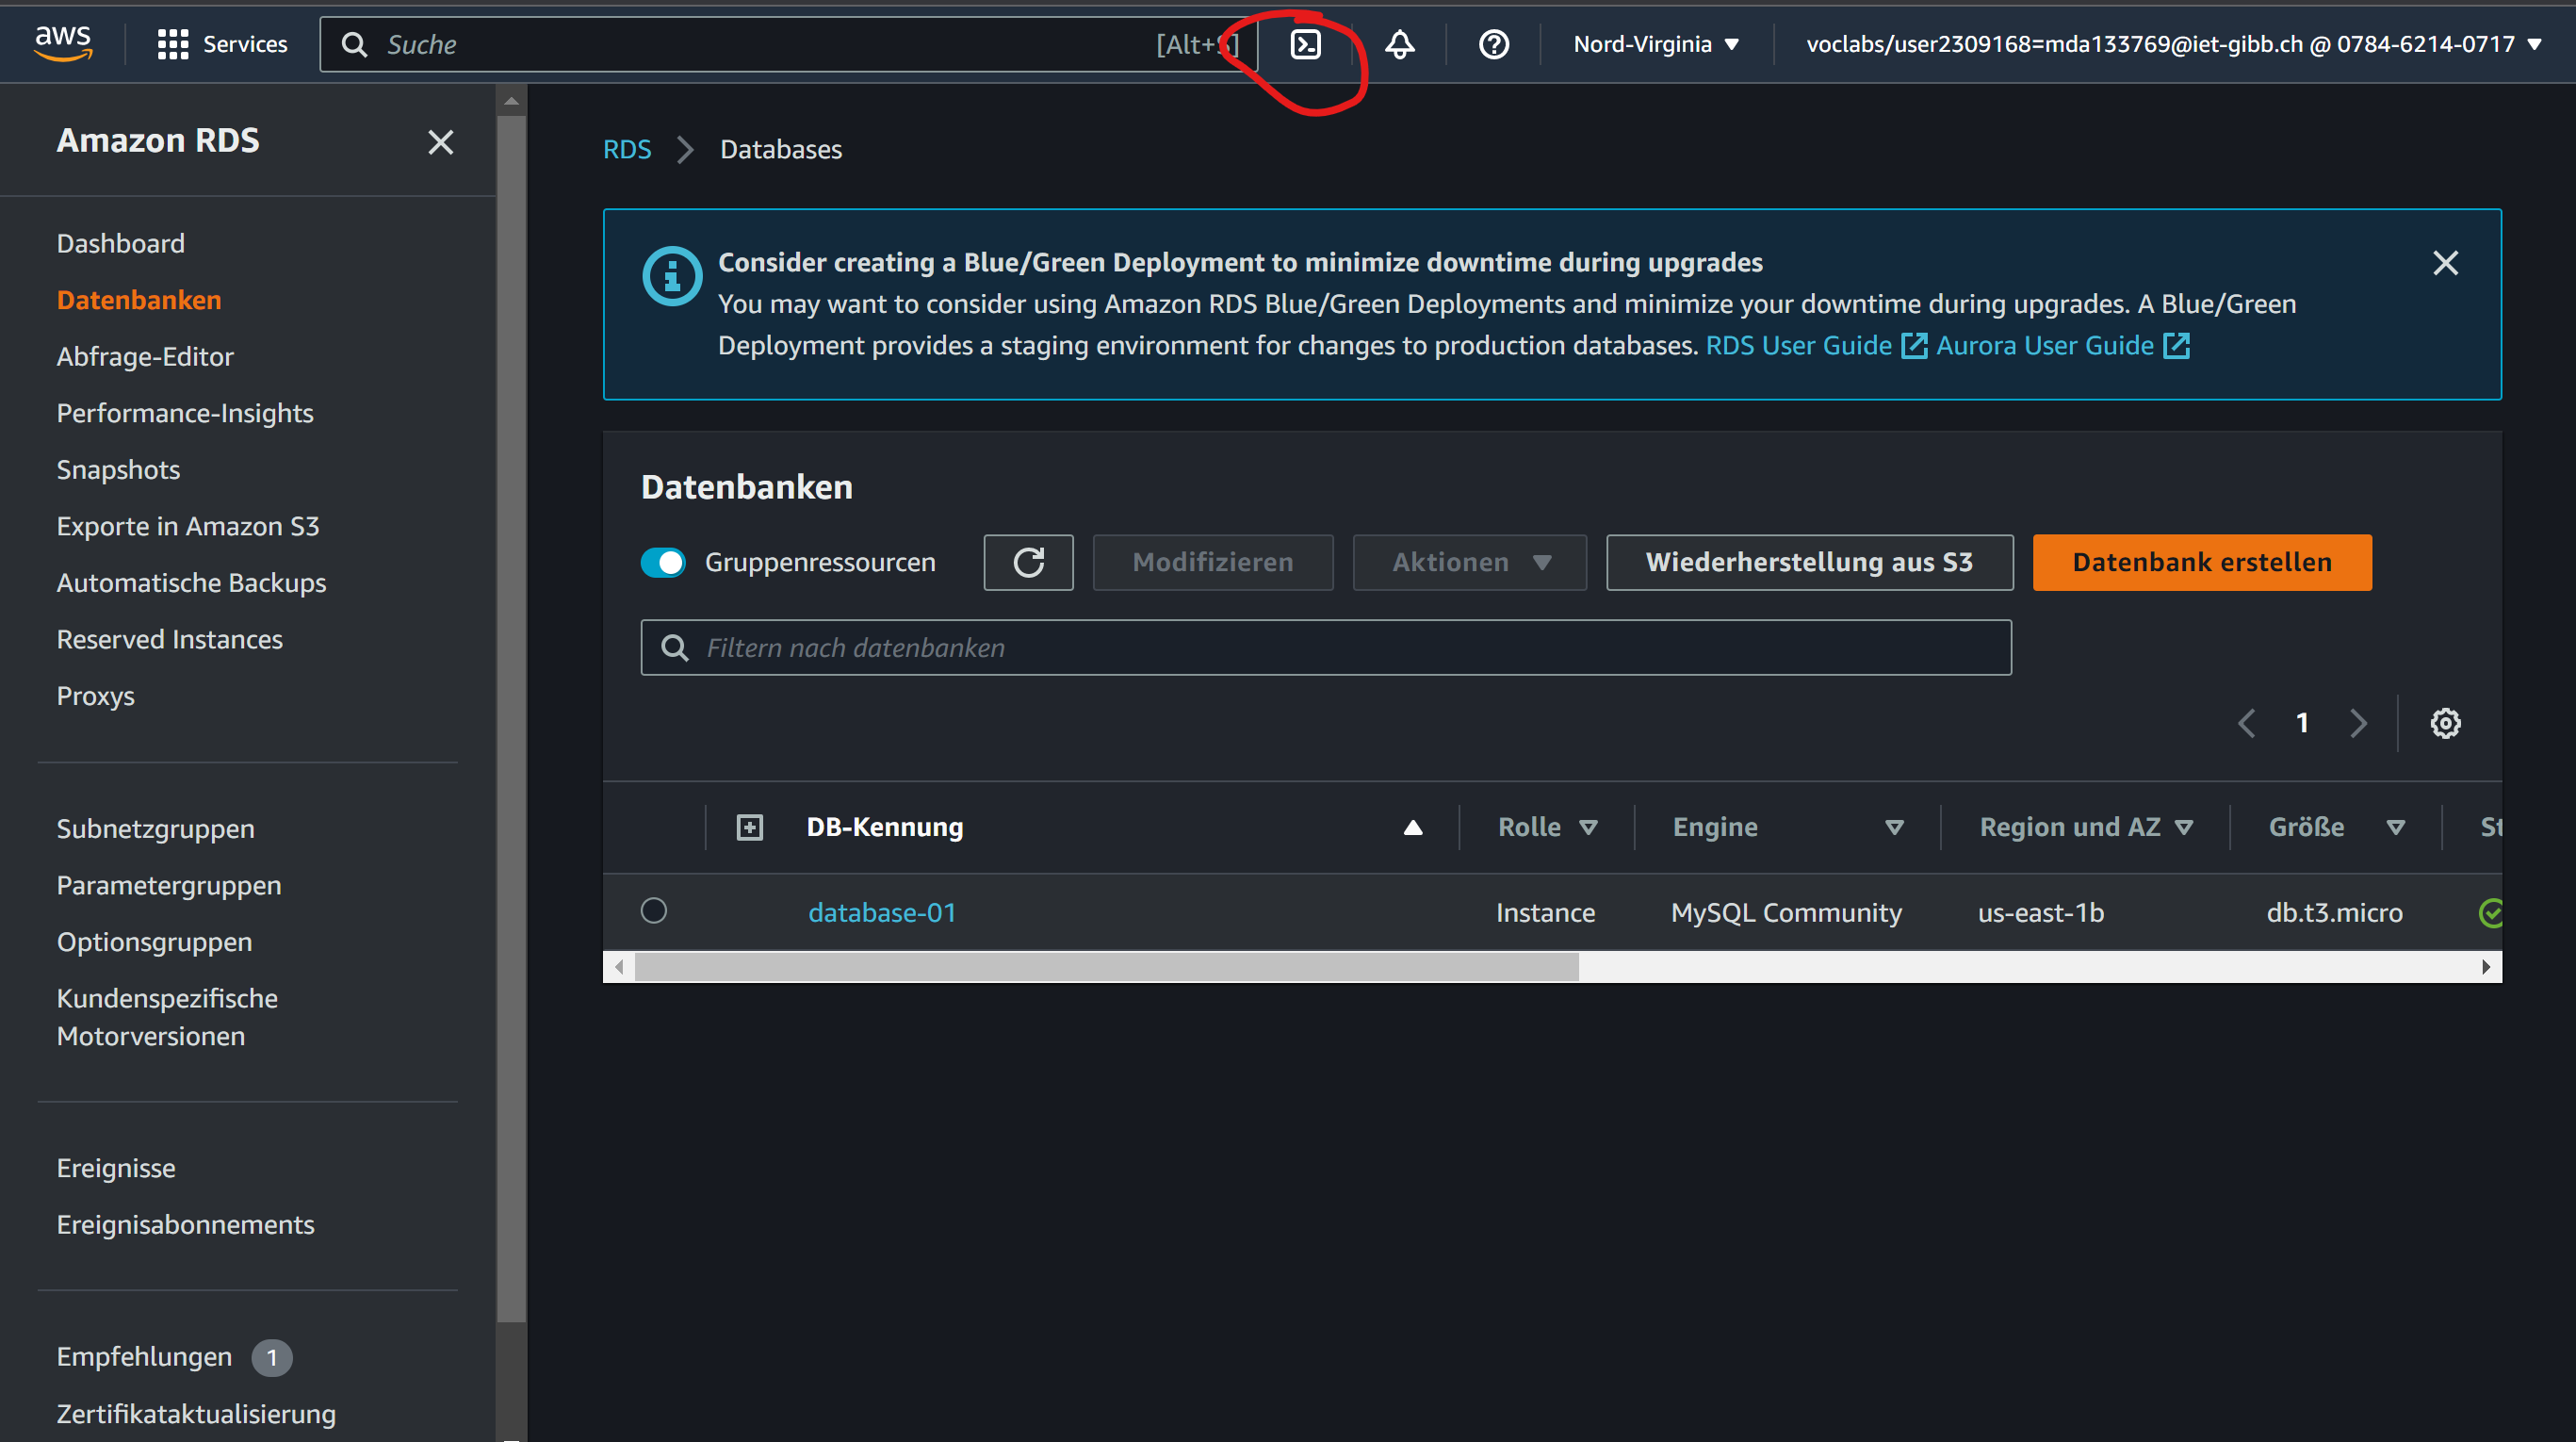 aws Services Suche [Alt+S] Nord-Virginia voclabs/user2309168=mda133769@iet-gibb.ch @ 0784-6214-0717
Amazon RDS
Dashboard
Datenbanken
Abfrage-Editor
Performance-Insights
Snapshots
Exporte in Amazon S3
Automatische Backups
Reserved Instances
Proxys
Subnetzgruppen
Parametergruppen
Optionsgruppen
Kundenspezifische
Motorversionen
Ereignisse
Ereignisabonnements
Empfehlungen 1
Zertifikataktualisierung
RDS Databases
Consider creating a Blue/Green Deployment to minimize downtime during upgrades
You may want to consider using Amazon RDS Blue/Green Deployments and minimize your downtime during upgrades. A Blue/Green
Deployment provides a staging environment for changes to production databases. RDS User Guide Aurora User Guide
Datenbanken
Gruppenressourcen Modifizieren Aktionen Wiederherstellung aus S3 Datenbank erstellen
Filtern nach datenbanken
1
DB-Kennung Rolle Engine Region und AZ Größe St
database-01 Instance MySQL Community us-east-1b db.t3.micro